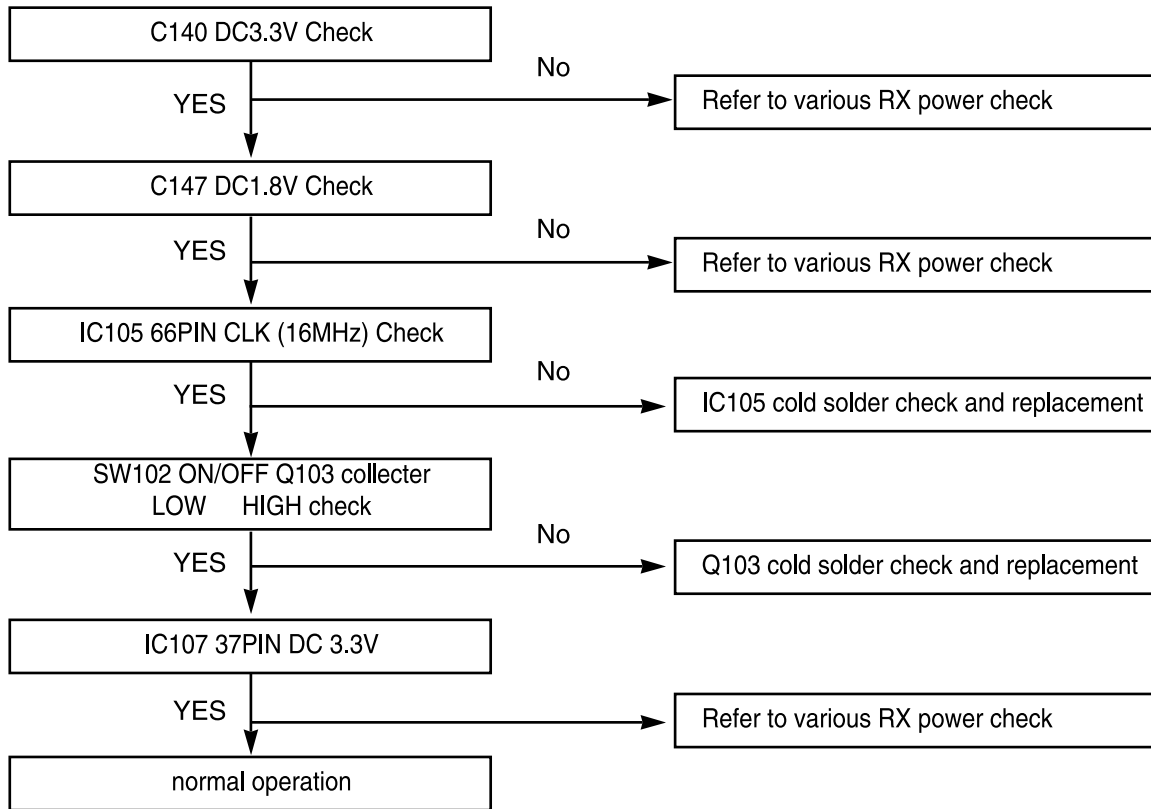 C140 DC3.3V Check
No
YES
Refer to various RX power check
C147 DC1.8V Check
No
YES
Refer to various RX power check
IC105 66PIN CLK (16MHz) Check
No
YES
IC105 cold solder check and replacement
SW102 ON/OFF Q103 collecter
LOW HIGH check
No
YES
Q103 cold solder check and replacement
IC107 37PIN DC 3.3V
YES
Refer to various RX power check
normal operation